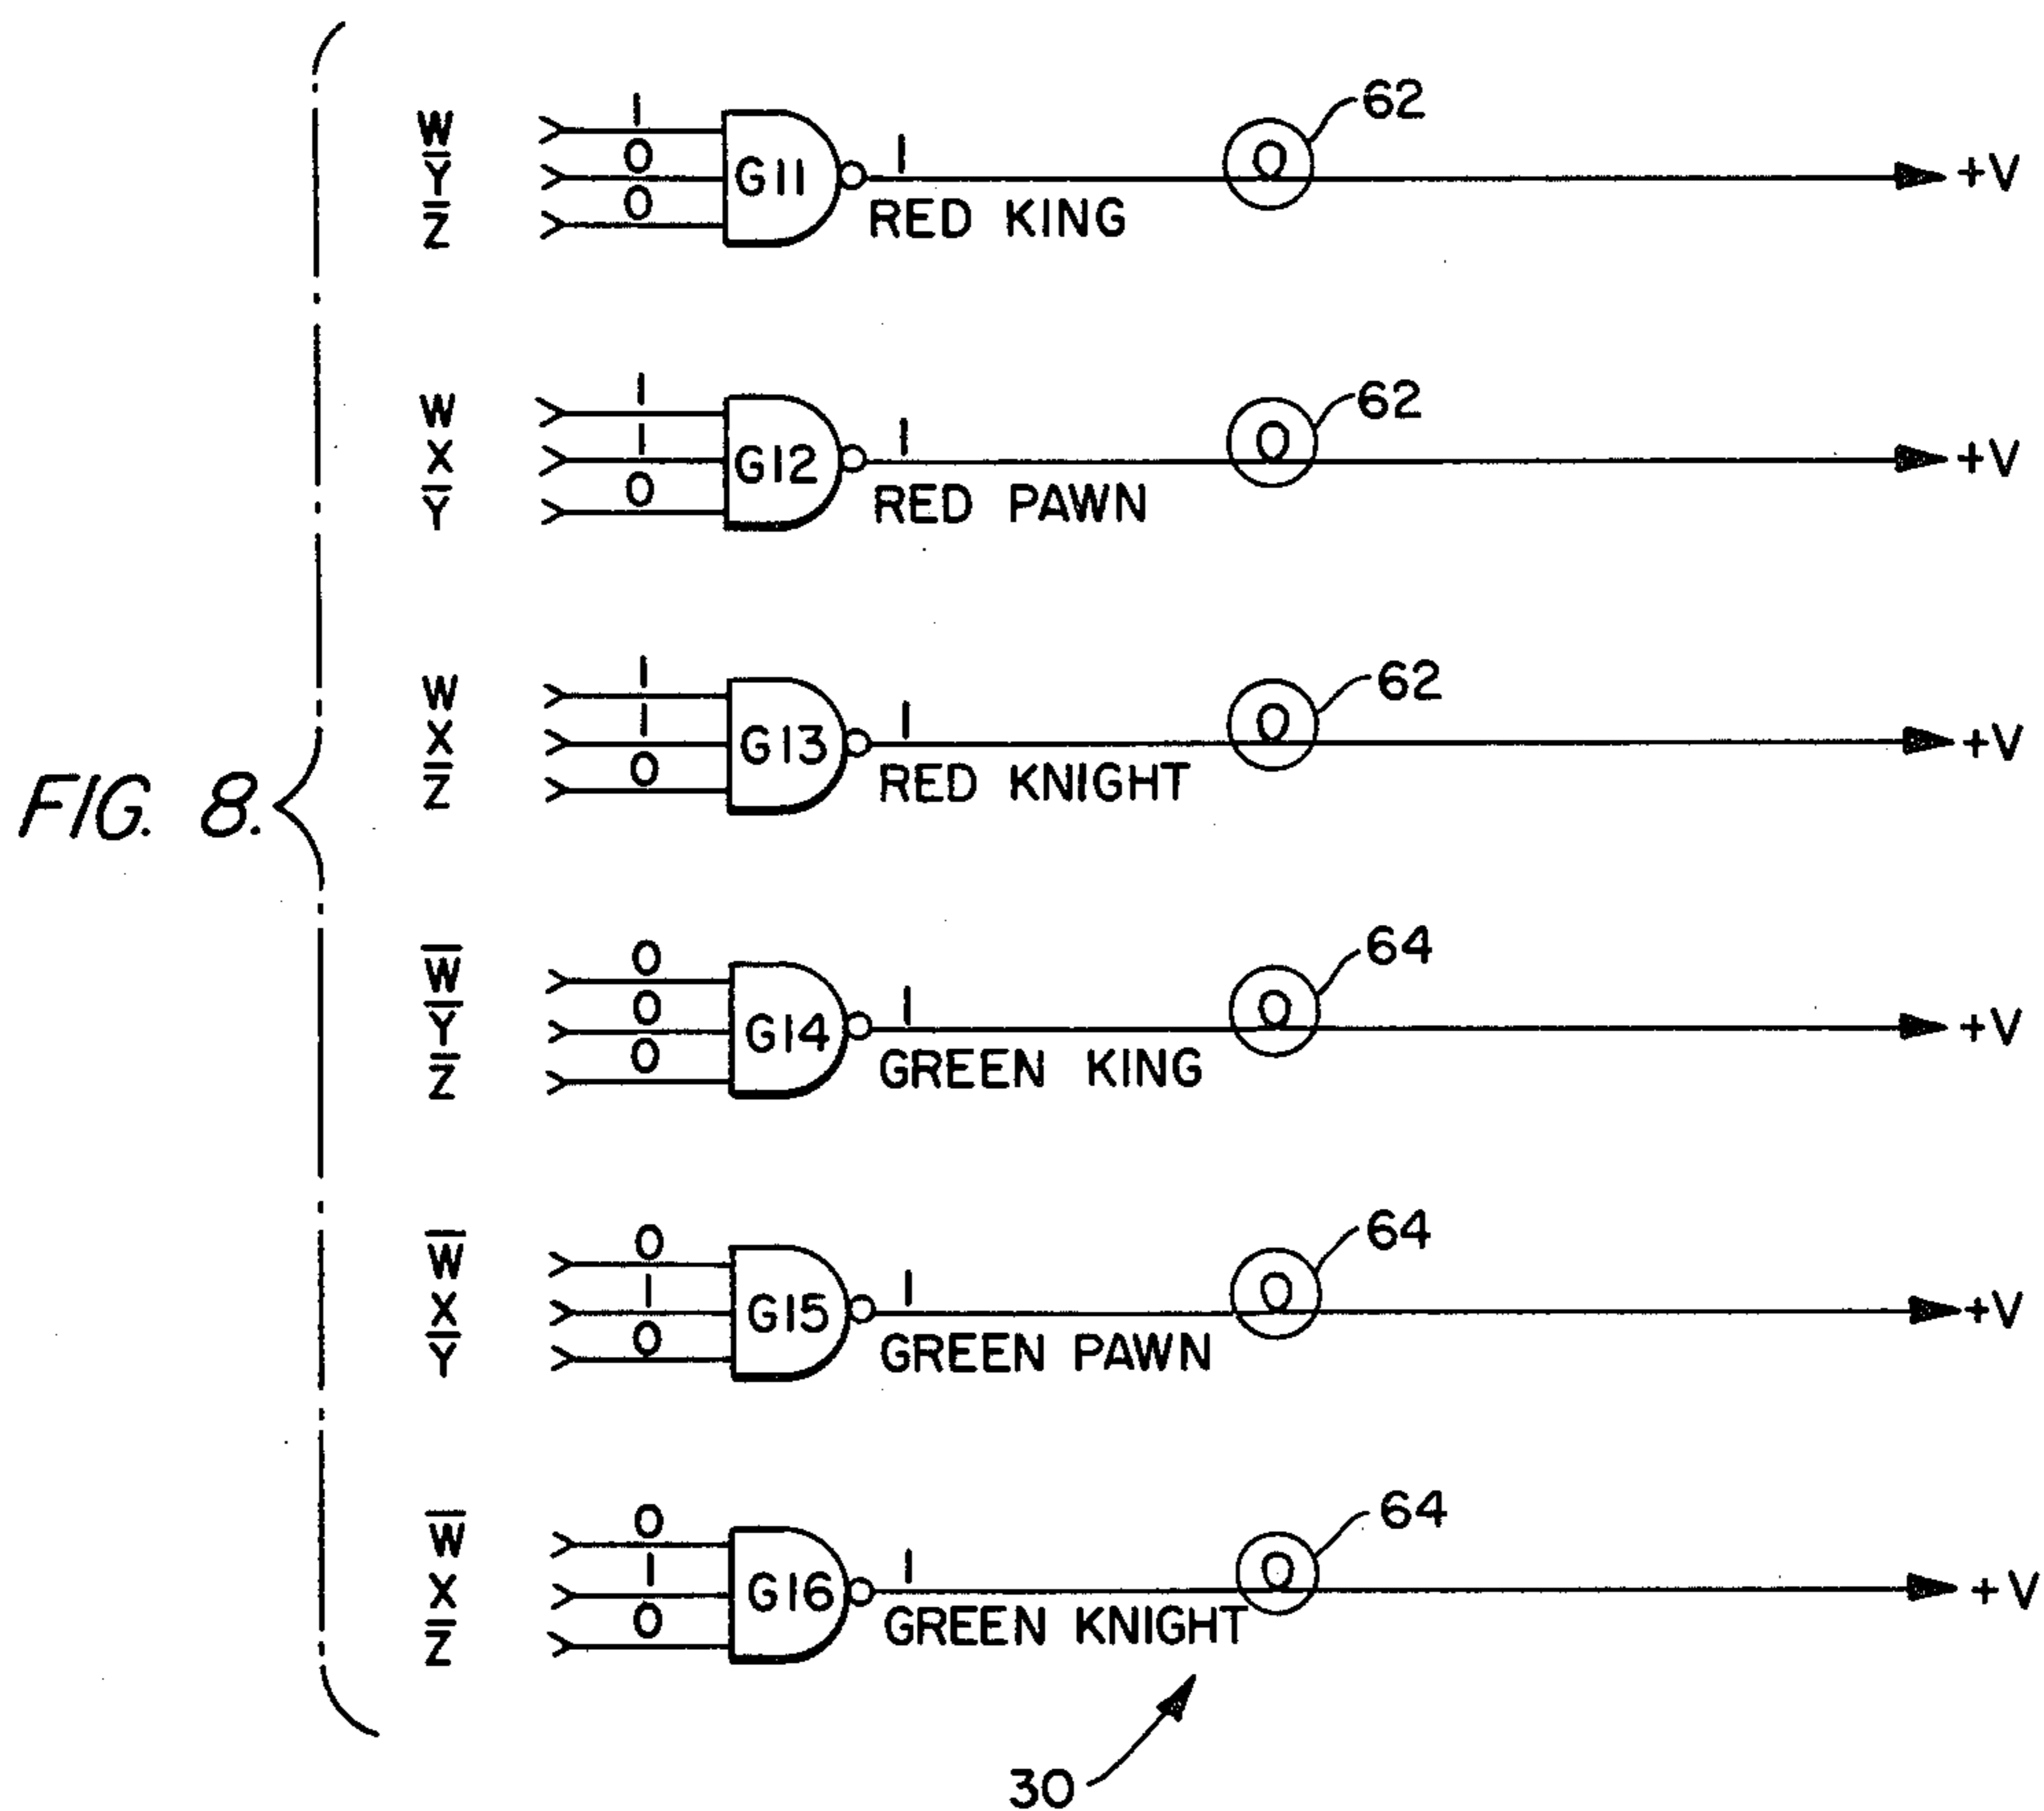 62
1
W
0
Y̅
G11
1
+V
0
Z̅
RED KING
62
1
W
1
X
G12
1
+V
0
Y̅
RED PAWN
62
1
W
1
X
G13
1
+V
0
Z̅
RED KNIGHT
FIG. 8.
64
0
W̅
0
Y̅
G14
1
+V
0
Z̅
GREEN KING
64
0
W̅
1
X
G15
1
+V
0
Y̅
GREEN PAWN
64
0
W̅
1
X
G16
1
+V
0
Z̅
GREEN KNIGHT
30